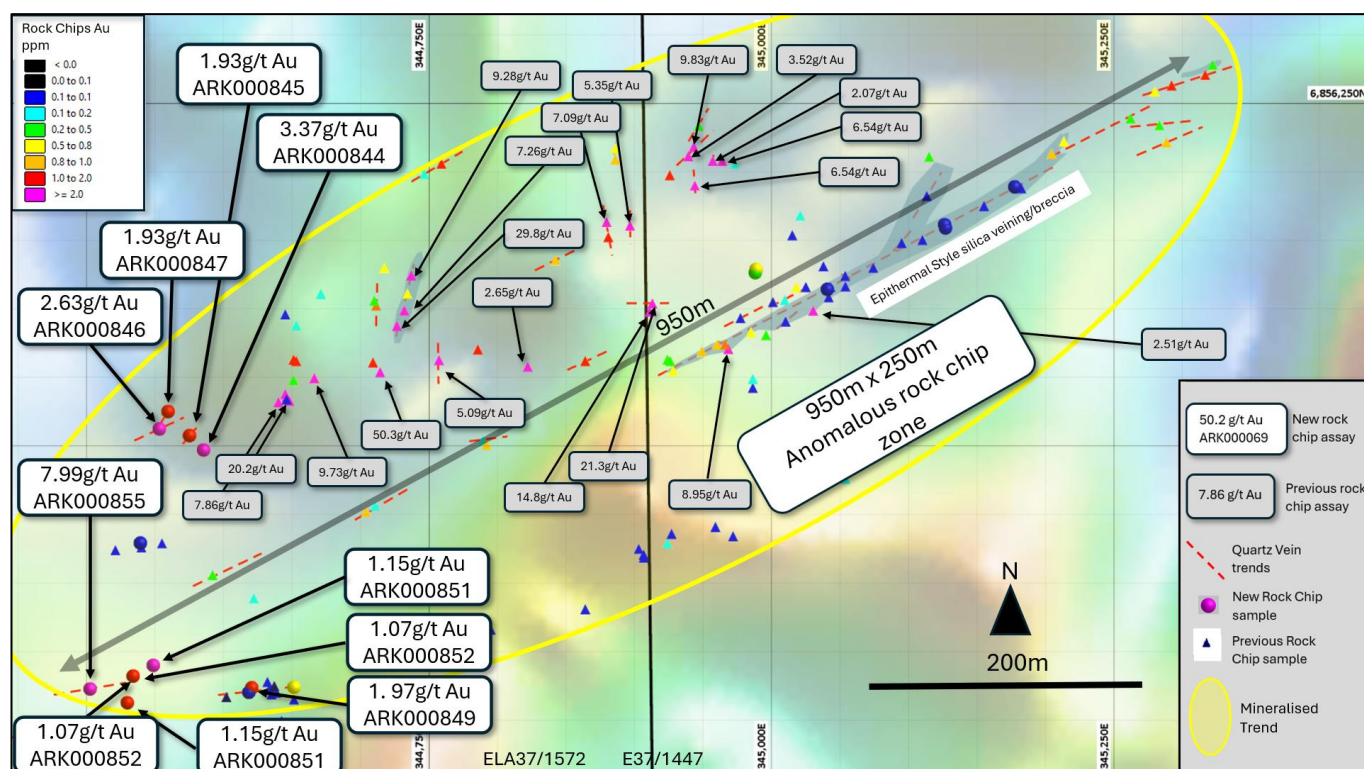 Rock Chips Au
ppm
< 0.0
0.0 to 0.1
0.1 to 0.1
0.1 to 0.2
0.2 to 0.5
0.5 to 0.8
0.8 to 1.0
1.0 to 2.0
>= 2.0
1.93g/t Au
ARK000845
3.37g/t Au
ARK000844
1.93g/t Au
ARK000847
2.63g/t Au
ARK000846
7.99g/t Au
ARK000855
344,750E
345,000E
345,250E
6,856,250N
9.28g/t Au
5.35g/t Au
7.09g/t Au
7.26g/t Au
29.8g/t Au
2.65g/t Au
9.83g/t Au
3.52g/t Au
2.07g/t Au
6.54g/t Au
6.54g/t Au
Epithermal Style silica veining/breccia
950m
950m x 250m
Anomalous rock chip
zone
2.51g/t Au
5.09g/t Au
50.3g/t Au
20.2g/t Au
9.73g/t Au
7.86g/t Au
21.3g/t Au
14.8g/t Au
8.95g/t Au
1.15g/t Au
ARK000851
1.07g/t Au
ARK000852
1. 97g/t Au
ARK000849
1.07g/t Au
ARK000852
1.15g/t Au
ARK000851
344,750
ELA37/1572
E37/1447
345,000E
345,250E
N
200m
50.2 g/t Au
ARK000069
New rock
chip assay
7.86 g/t Au
Previous rock
chip assay
Quartz Vein
trends
New Rock Chip
sample
Previous Rock
Chip sample
Mineralised
Trend